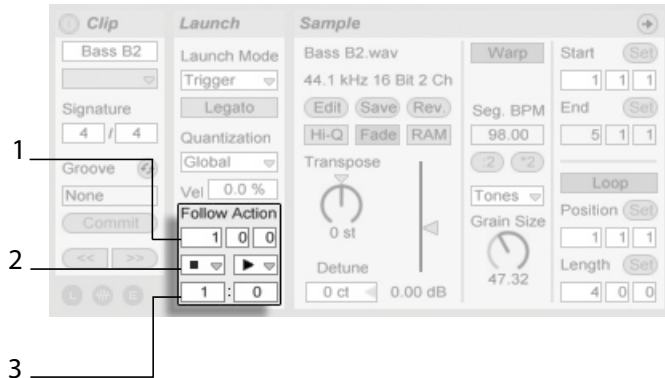 Clip
Bass B2
Signature
4 / 4
Groove
None
Commit
<< >>
L E
Launch
Launch Mode
Trigger
Legato
Quantization
Global
Vel 0.0 %
Follow Action
1 0 0
1 : 0
Sample
Bass B2.wav
44.1 kHz 16 Bit 2 Ch
Edit Save Rev.
Hi-Q Fade RAM
Transpose
0 st
Detune
0 ct 0.00 dB
Warp
Seg. BPM
98.00
:2 *2
Tones
Grain Size
47.32
Start Set
1 1 1
End Set
5 1 1
Loop
Position Set
1 1 1
Length Set
4 0 0
1
2
3